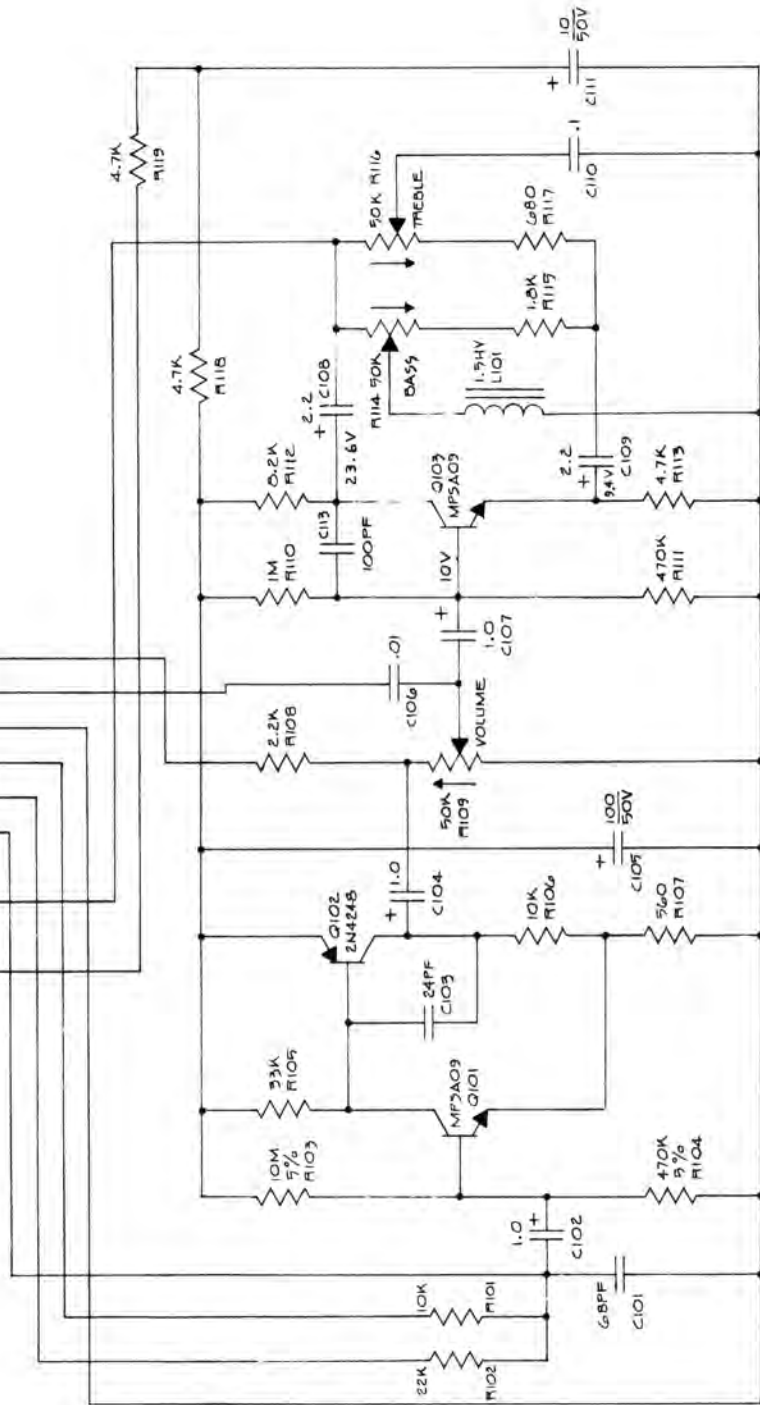 22K
R102
10K
R101
68PF
C101
1.0
+
C102
10M
5%
R103
470K
5%
R104
33K
R105
MPSA09
Q101
24PF
C103
Q102
2N4248
10K
R106
560
R107
+
1.0
C104
100
50V
+
C105
2.2K
R108
50K
R109
VOLUME
.01
C106
+
1.0
C107
1M
R110
C113
100PF
470K
R111
8.2K
R112
23.6V
10V
Q103
MPSA09
9.4V
4.7K
R113
2.2
+
C108
2.2
+
C109
4.7K
R118
4.7K
R119
R114 50K
BASS
1.5HY
L101
1.8K
R115
50K R116
TREBLE
680
R117
.1
C110
10
50V
+
C111